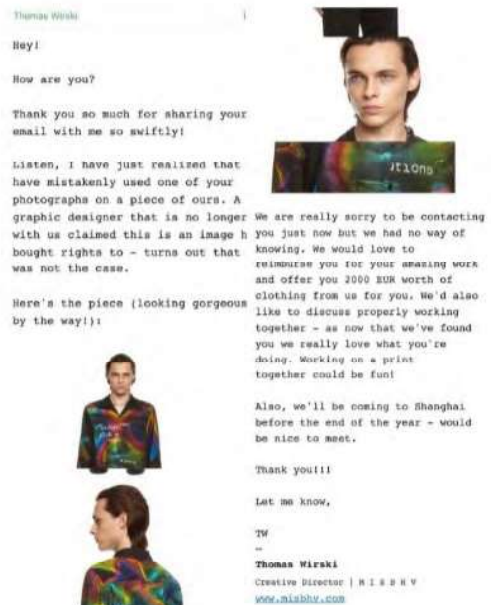 Thomas Wirski
Hey!
How are you?
Thank you so much for sharing your
email with me so swiftly!
Listen, I have just realized that
have mistakenly used one of your
photographs on a piece of ours. A
graphic designer that is no longer
with us claimed this is an image h
bought rights to - turns out that
was not the case.
Here's the piece (looking gorgeous
by the way!):
itions
We are really sorry to be contacting
you just now but we had no way of
knowing. We would love to
reimburse you for your amazing work
and offer you 2000 EUR worth of
clothing from us for you. We'd also
like to discuss properly working
together - as now that we've found
you we really love what you're
doing. Working on a print
together could be fun!
Also, we'll be coming to Shanghai
before the end of the year - would
be nice to meet.
Thank you!!!
Let me know,
TW
--
Thomas Wirski
Creative Director | M I S B H V
www.misbhv.com